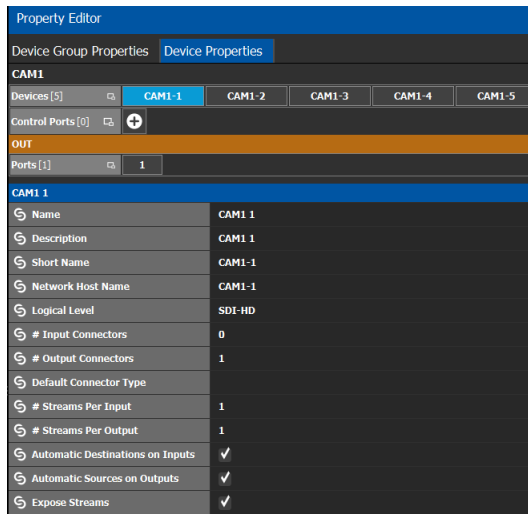 Property Editor
Device Group Properties Device Properties
CAM1
Devices [5] CAM1-1 CAM1-2 CAM1-3 CAM1-4 CAM1-5
Control Ports [0]
OUT
Ports [1] 1
CAM1 1
Name CAM1 1
Description CAM1 1
Short Name CAM1-1
Network Host Name CAM1-1
Logical Level SDI-HD
# Input Connectors 0
# Output Connectors 1
Default Connector Type
# Streams Per Input 1
# Streams Per Output 1
Automatic Destinations on Inputs
Automatic Sources on Outputs
Expose Streams